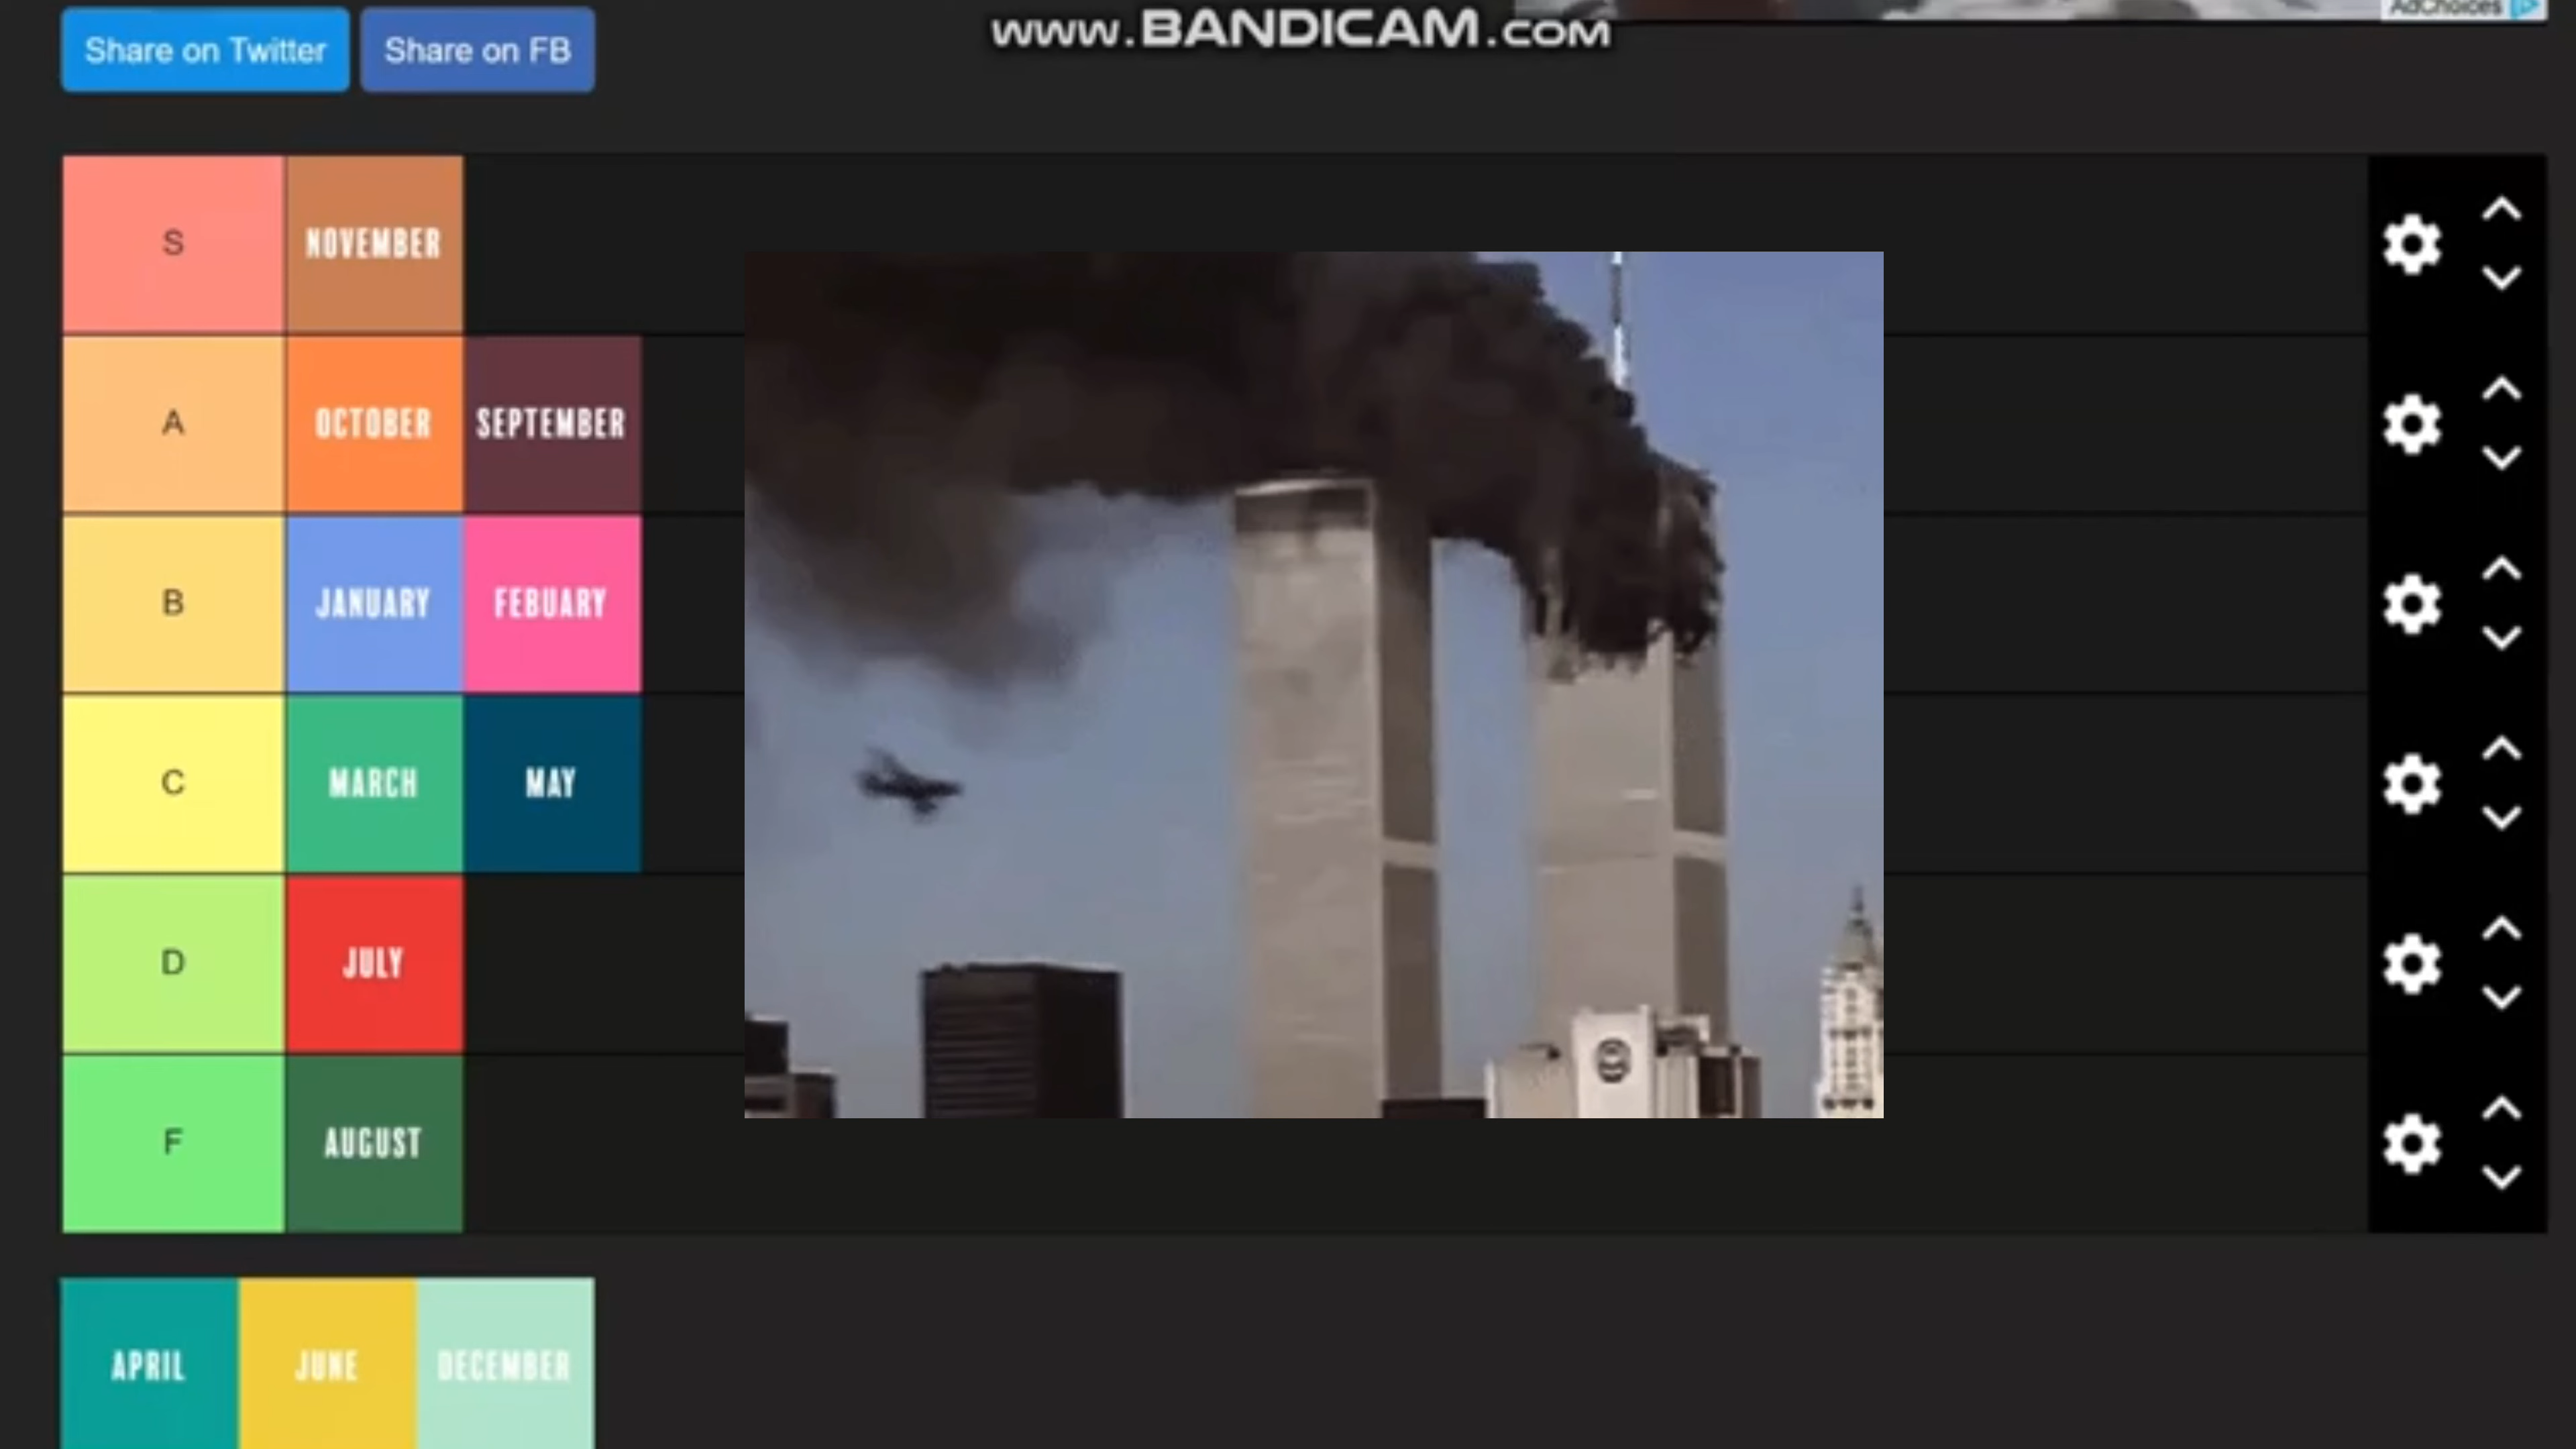 www.BANDICAM.COM
AdChoices
Share on Twitter
Share on FB
S
NOVEMBER
A
OCTOBER
SEPTEMBER
B
JANUARY
FEBUARY
C
MARCH
MAY
D
JULY
F
AUGUST
APRIL
JUNE
DECEMBER